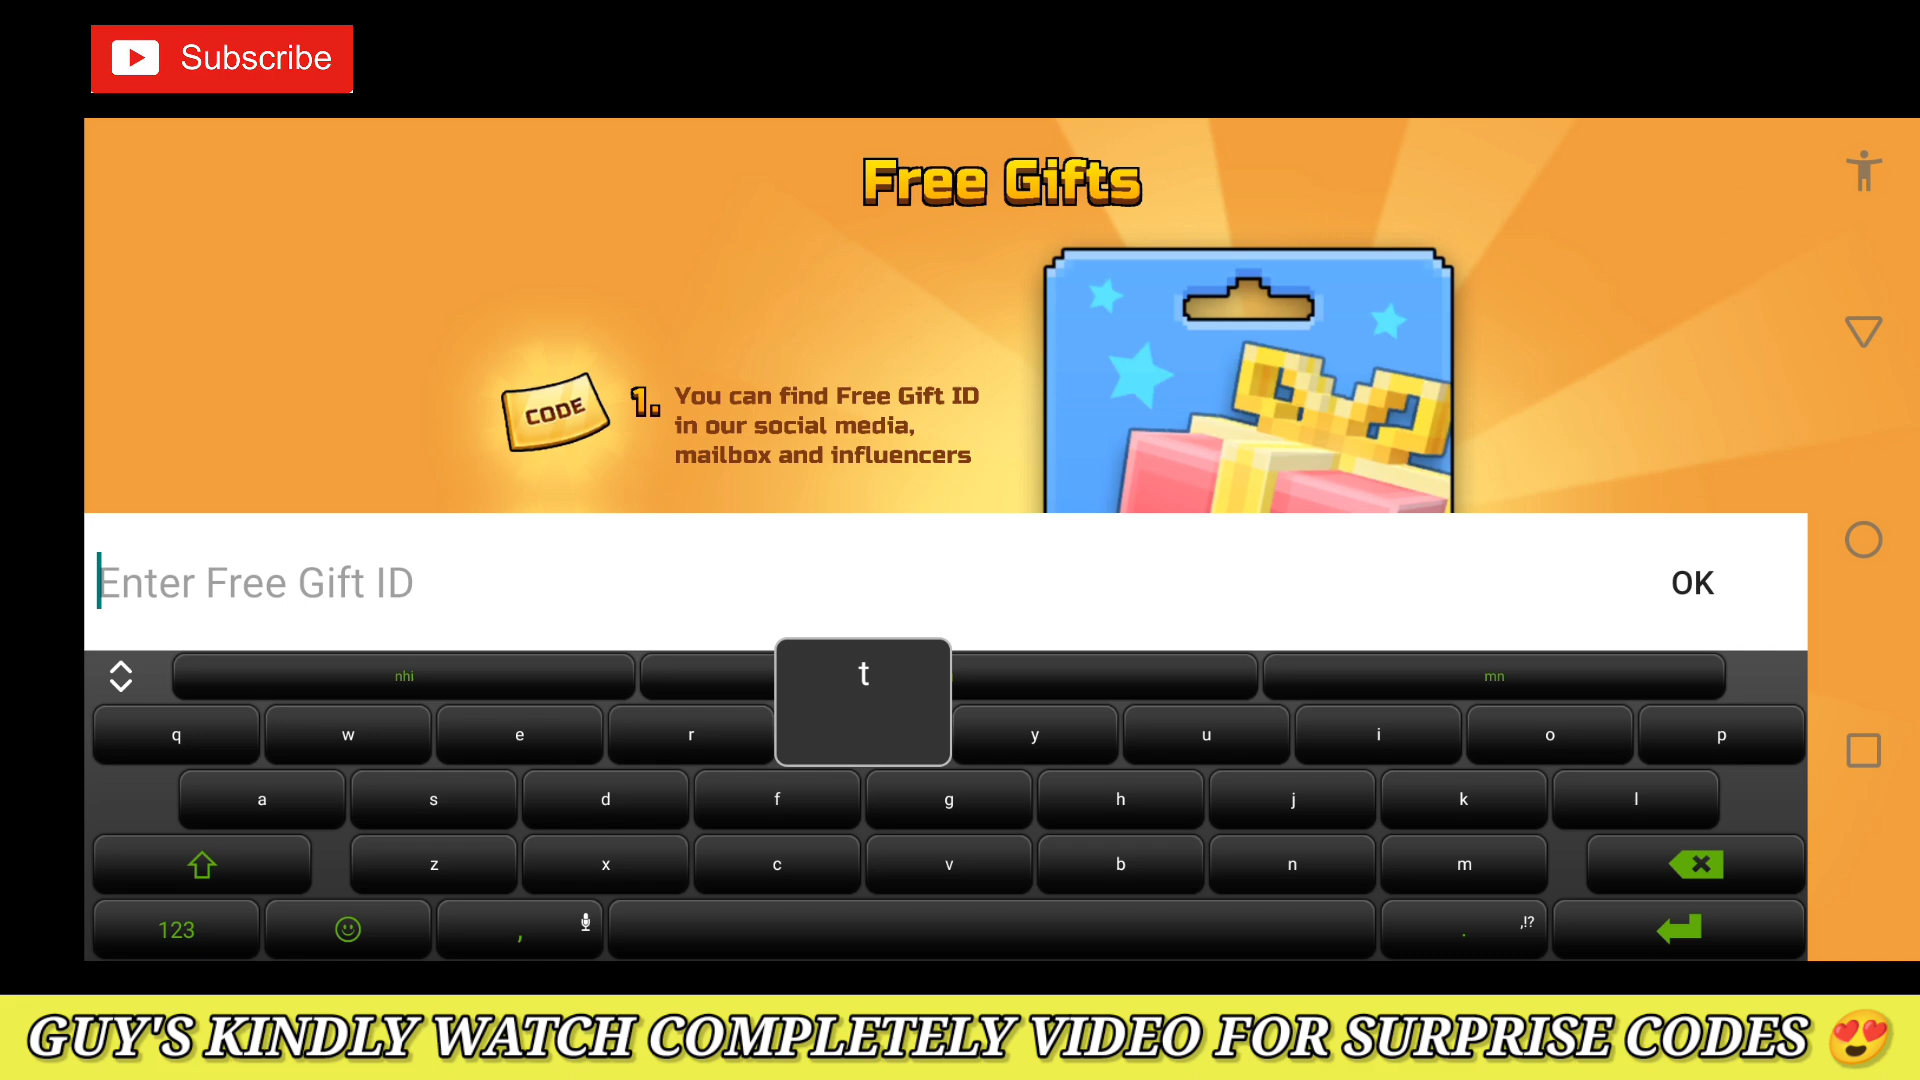 Subscribe
Free Gifts
CODE
1. You can find Free Gift ID
in our social media,
mailbox and influencers
Enter Free Gift ID
OK
nhi
mn
t
q w e r y u i o p
a s d f g h j k l
z x c v b n m
123 , . ,!?
GUY'S KINDLY WATCH COMPLETELY VIDEO FOR SURPRISE CODES 😍